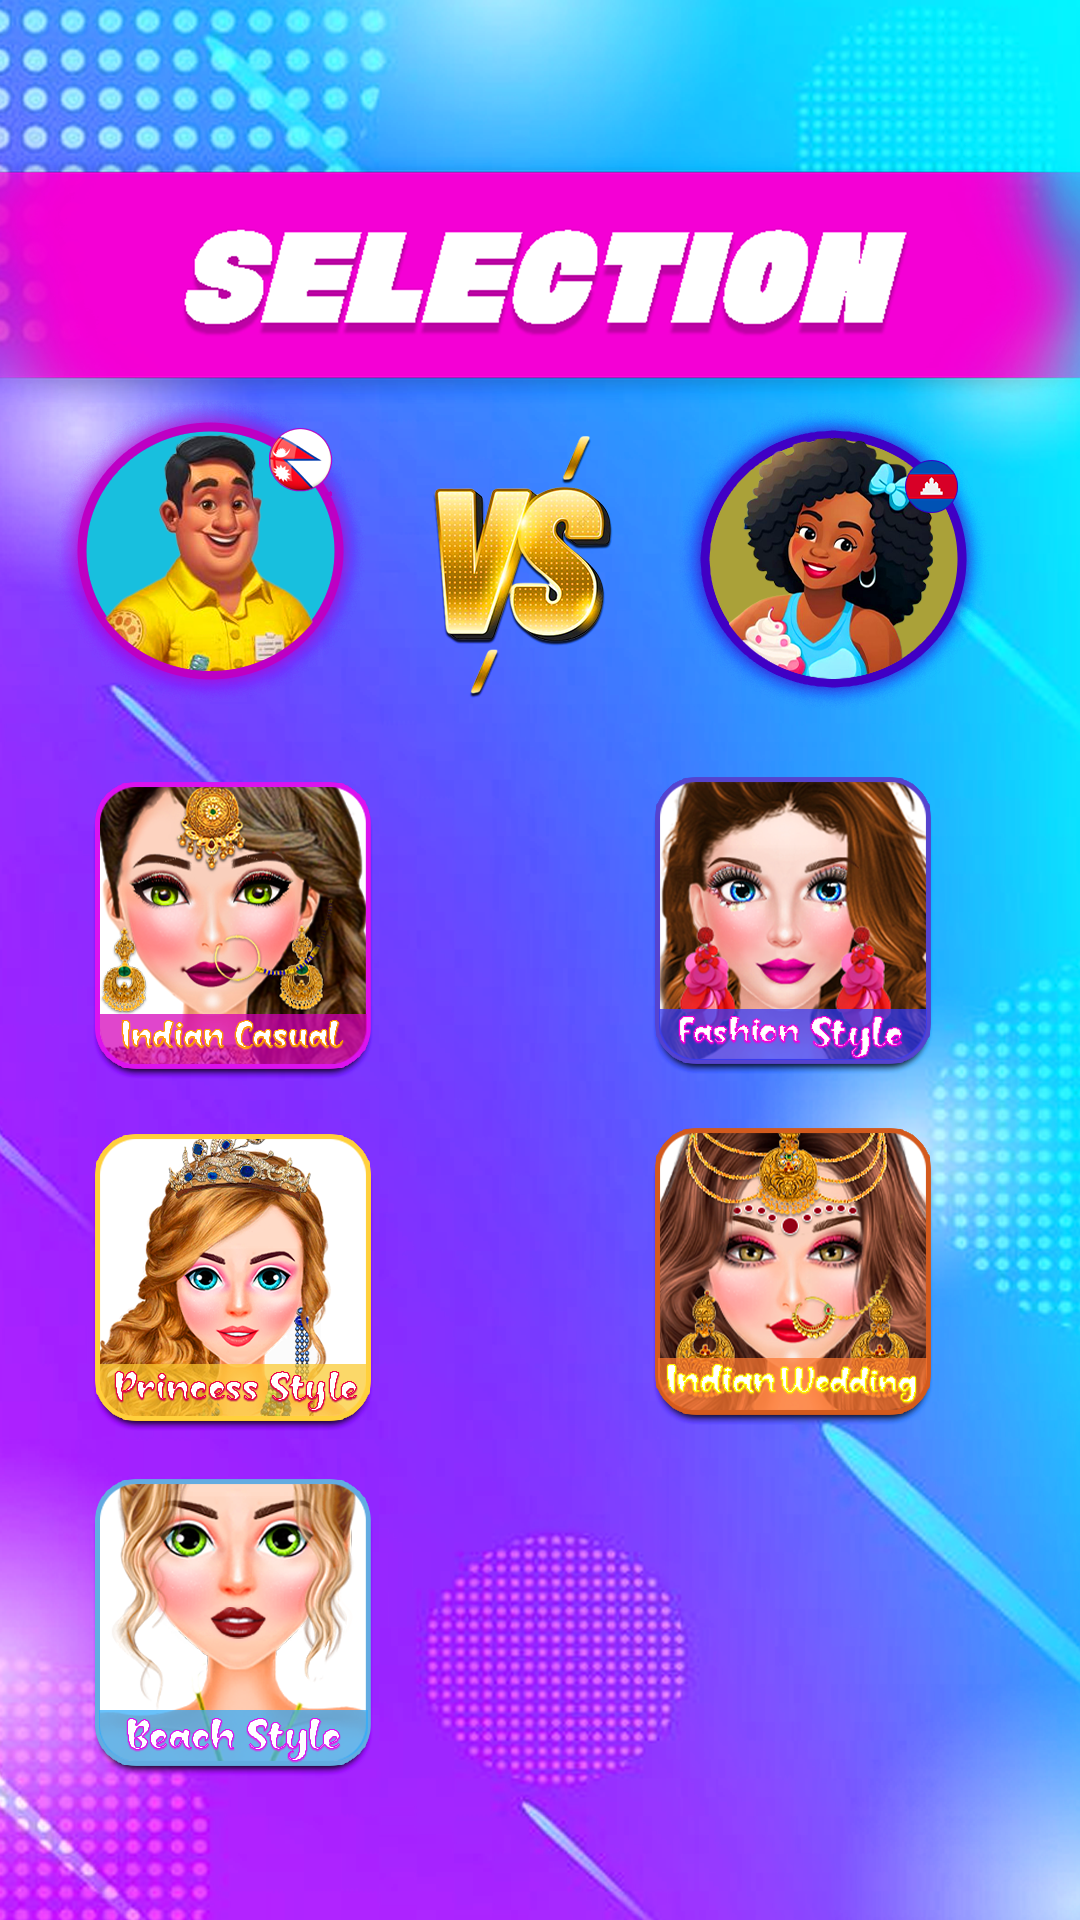 SELECTION
VS
Indian Casual
Fashion Style
Princess Style
Indian Wedding
Beach Style